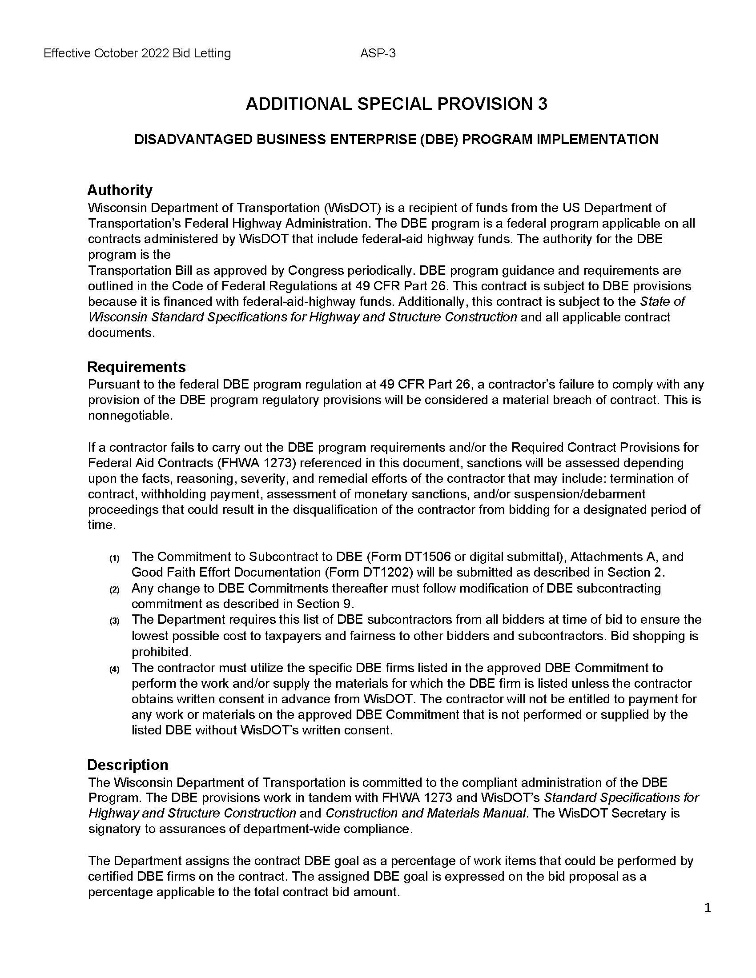 Effective October 2022 Bid Letting ASP-3
ADDITIONAL SPECIAL PROVISION 3
DISADVANTAGED BUSINESS ENTERPRISE (DBE) PROGRAM IMPLEMENTATION
Authority
Wisconsin Department of Transportation (WisDOT) is a recipient of funds from the US Department of
Transportation's Federal Highway Administration. The DBE program is a federal program applicable on all
contracts administered by WisDOT that include federal-aid highway funds. The authority for the DBE
program is the
Transportation Bill as approved by Congress periodically. DBE program guidance and requirements are
outlined in the Code of Federal Regulations at 49 CFR Part 26. This contract is subject to DBE provisions
because it is financed with federal-aid-highway funds. Additionally, this contract is subject to the State of
Wisconsin Standard Specifications for Highway and Structure Construction and all applicable contract
documents.
Requirements
Pursuant to the federal DBE program regulation at 49 CFR Part 26, a contractor's failure to comply with any
provision of the DBE program regulatory provisions will be considered a material breach of contract. This is
nonnegotiable.
If a contractor fails to carry out the DBE program requirements and/or the Required Contract Provisions for
Federal Aid Contracts (FHWA 1273) referenced in this document, sanctions will be assessed depending
upon the facts, reasoning, severity, and remedial efforts of the contractor that may include: termination of
contract, withholding payment, assessment of monetary sanctions, and/or suspension/debarment
proceedings that could result in the disqualification of the contractor from bidding for a designated period of
time.
(1) The Commitment to Subcontract to DBE (Form DT1506 or digital submittal), Attachments A, and
Good Faith Effort Documentation (Form DT1202) will be submitted as described in Section 2.
(2) Any change to DBE Commitments thereafter must follow modification of DBE subcontracting
commitment as described in Section 9.
(3) The Department requires this list of DBE subcontractors from all bidders at time of bid to ensure the
lowest possible cost to taxpayers and fairness to other bidders and subcontractors. Bid shopping is
prohibited.
(4) The contractor must utilize the specific DBE firms listed in the approved DBE Commitment to
perform the work and/or supply the materials for which the DBE firm is listed unless the contractor
obtains written consent in advance from WisDOT. The contractor will not be entitled to payment for
any work or materials on the approved DBE Commitment that is not performed or supplied by the
listed DBE without WisDOT's written consent.
Description
The Wisconsin Department of Transportation is committed to the compliant administration of the DBE
Program. The DBE provisions work in tandem with FHWA 1273 and WisDOT's Standard Specifications for
Highway and Structure Construction and Construction and Materials Manual. The WisDOT Secretary is
signatory to assurances of department-wide compliance.
The Department assigns the contract DBE goal as a percentage of work items that could be performed by
certified DBE firms on the contract. The assigned DBE goal is expressed on the bid proposal as a
percentage applicable to the total contract bid amount.
1